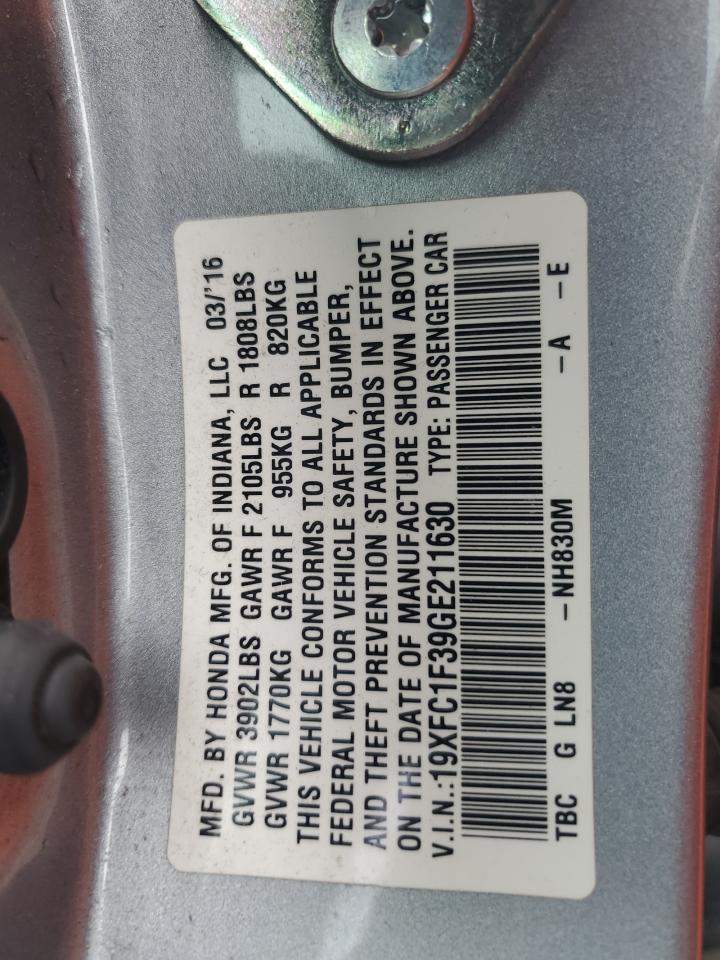 MFD. BY HONDA MFG. OF INDIANA, LLC 03/'16
GVWR 3902LBS GAWR F 2105LBS R 1808LBS
GVWR 1770KG GAWR F 955KG R 820KG
THIS VEHICLE CONFORMS TO ALL APPLICABLE
FEDERAL MOTOR VEHICLE SAFETY, BUMPER,
AND THEFT PREVENTION STANDARDS IN EFFECT
ON THE DATE OF MANUFACTURE SHOWN ABOVE.
V.I.N.:19XFC1F39GE211630 TYPE: PASSENGER CAR
TBC G LN8 -NH830M -A -E